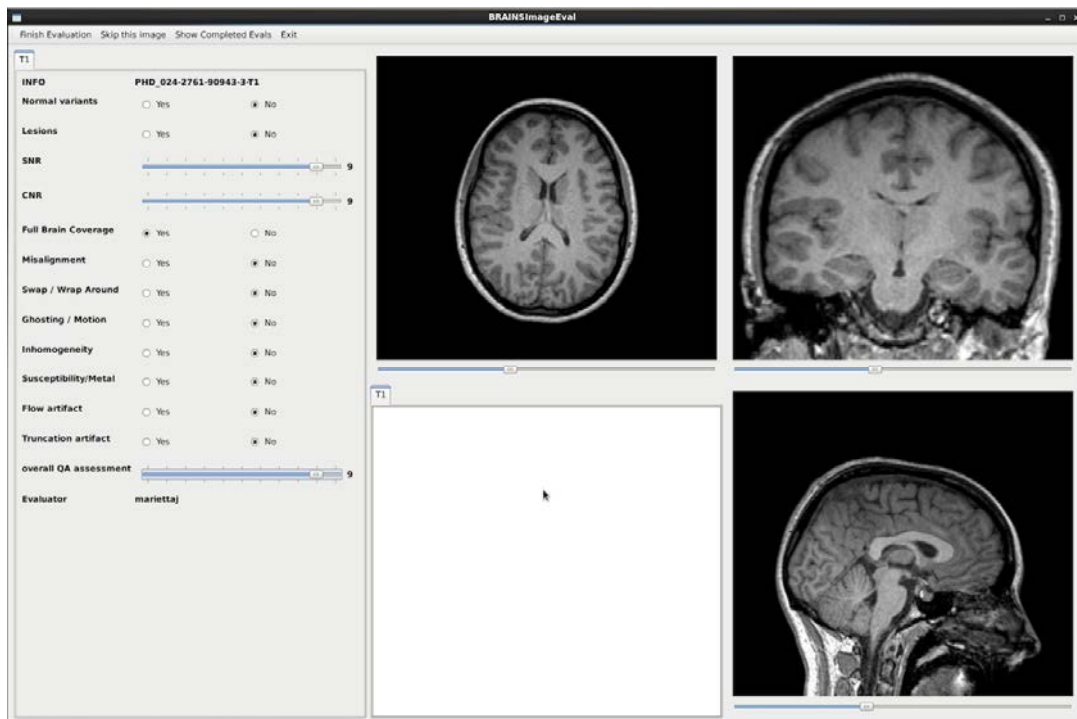 BRAINSImageEval
Finish Evaluation Skip this image Show Completed Evals Exit
T1
INFO PHD_024-2761-90943-3-T1
Normal variants Yes No
Lesions Yes No
SNR 9
CNR 9
Full Brain Coverage Yes No
Misalignment Yes No
Swap / Wrap Around Yes No
Ghosting / Motion Yes No
Inhomogeneity Yes No
Susceptibility/Metal Yes No
Flow artifact Yes No
Truncation artifact Yes No
overall QA assessment 9
Evaluator mariettaj
T1